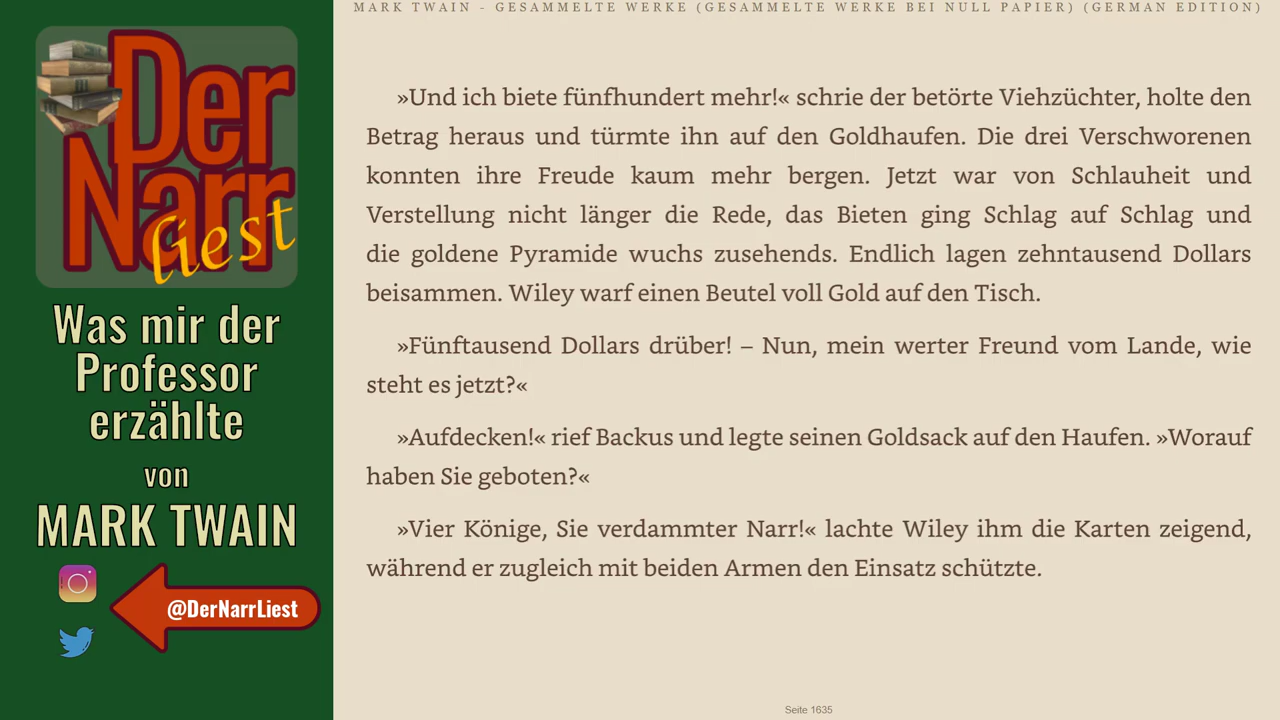 Der
Narr
liest
Was mir der
Professor
erzählte
von
MARK TWAIN
@DerNarrLiest
MARK TWAIN - GESAMMELTE WERKE (GESAMMELTE WERKE BEI NULL PAPIER) (GERMAN EDITION)
»Und ich biete fünfhundert mehr!« schrie der betörte Viehzüchter, holte den
Betrag heraus und türmte ihn auf den Goldhaufen. Die drei Verschworenen
konnten ihre Freude kaum mehr bergen. Jetzt war von Schlauheit und
Verstellung nicht länger die Rede, das Bieten ging Schlag auf Schlag und
die goldene Pyramide wuchs zusehends. Endlich lagen zehntausend Dollars
beisammen. Wiley warf einen Beutel voll Gold auf den Tisch.
»Fünftausend Dollars drüber! – Nun, mein werter Freund vom Lande, wie
steht es jetzt?«
»Aufdecken!« rief Backus und legte seinen Goldsack auf den Haufen. »Worauf
haben Sie geboten?«
»Vier Könige, Sie verdammter Narr!« lachte Wiley ihm die Karten zeigend,
während er zugleich mit beiden Armen den Einsatz schützte.
Seite 1635